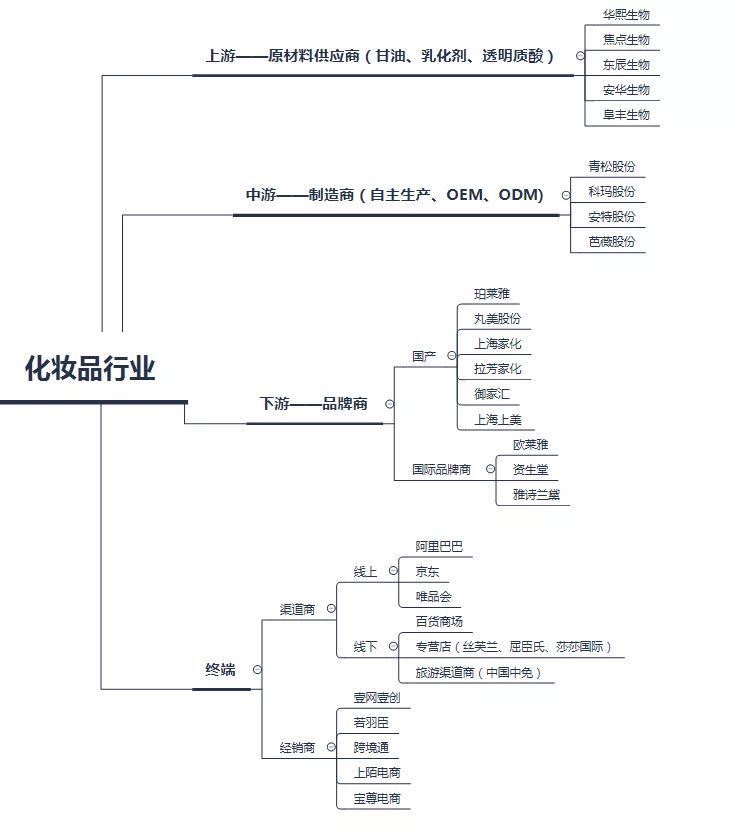 华熙生物
焦点生物
上游——原材料供应商（甘油、乳化剂、透明质酸）
东辰生物
安华生物
阜丰生物
青松股份
科玛股份
中游——制造商（自主生产、OEM、ODM)
安特股份
芭薇股份
化妆品行业
下游——品牌商
国产
珀莱雅
丸美股份
上海家化
拉芳家化
御家汇
上海上美
国际品牌商
欧莱雅
资生堂
雅诗兰黛
终端
渠道商
线上
阿里巴巴
京东
唯品会
线下
百货商场
专营店（丝芙兰、屈臣氏、莎莎国际）
旅游渠道商（中国中免）
经销商
壹网壹创
若羽臣
跨境通
上陌电商
宝尊电商